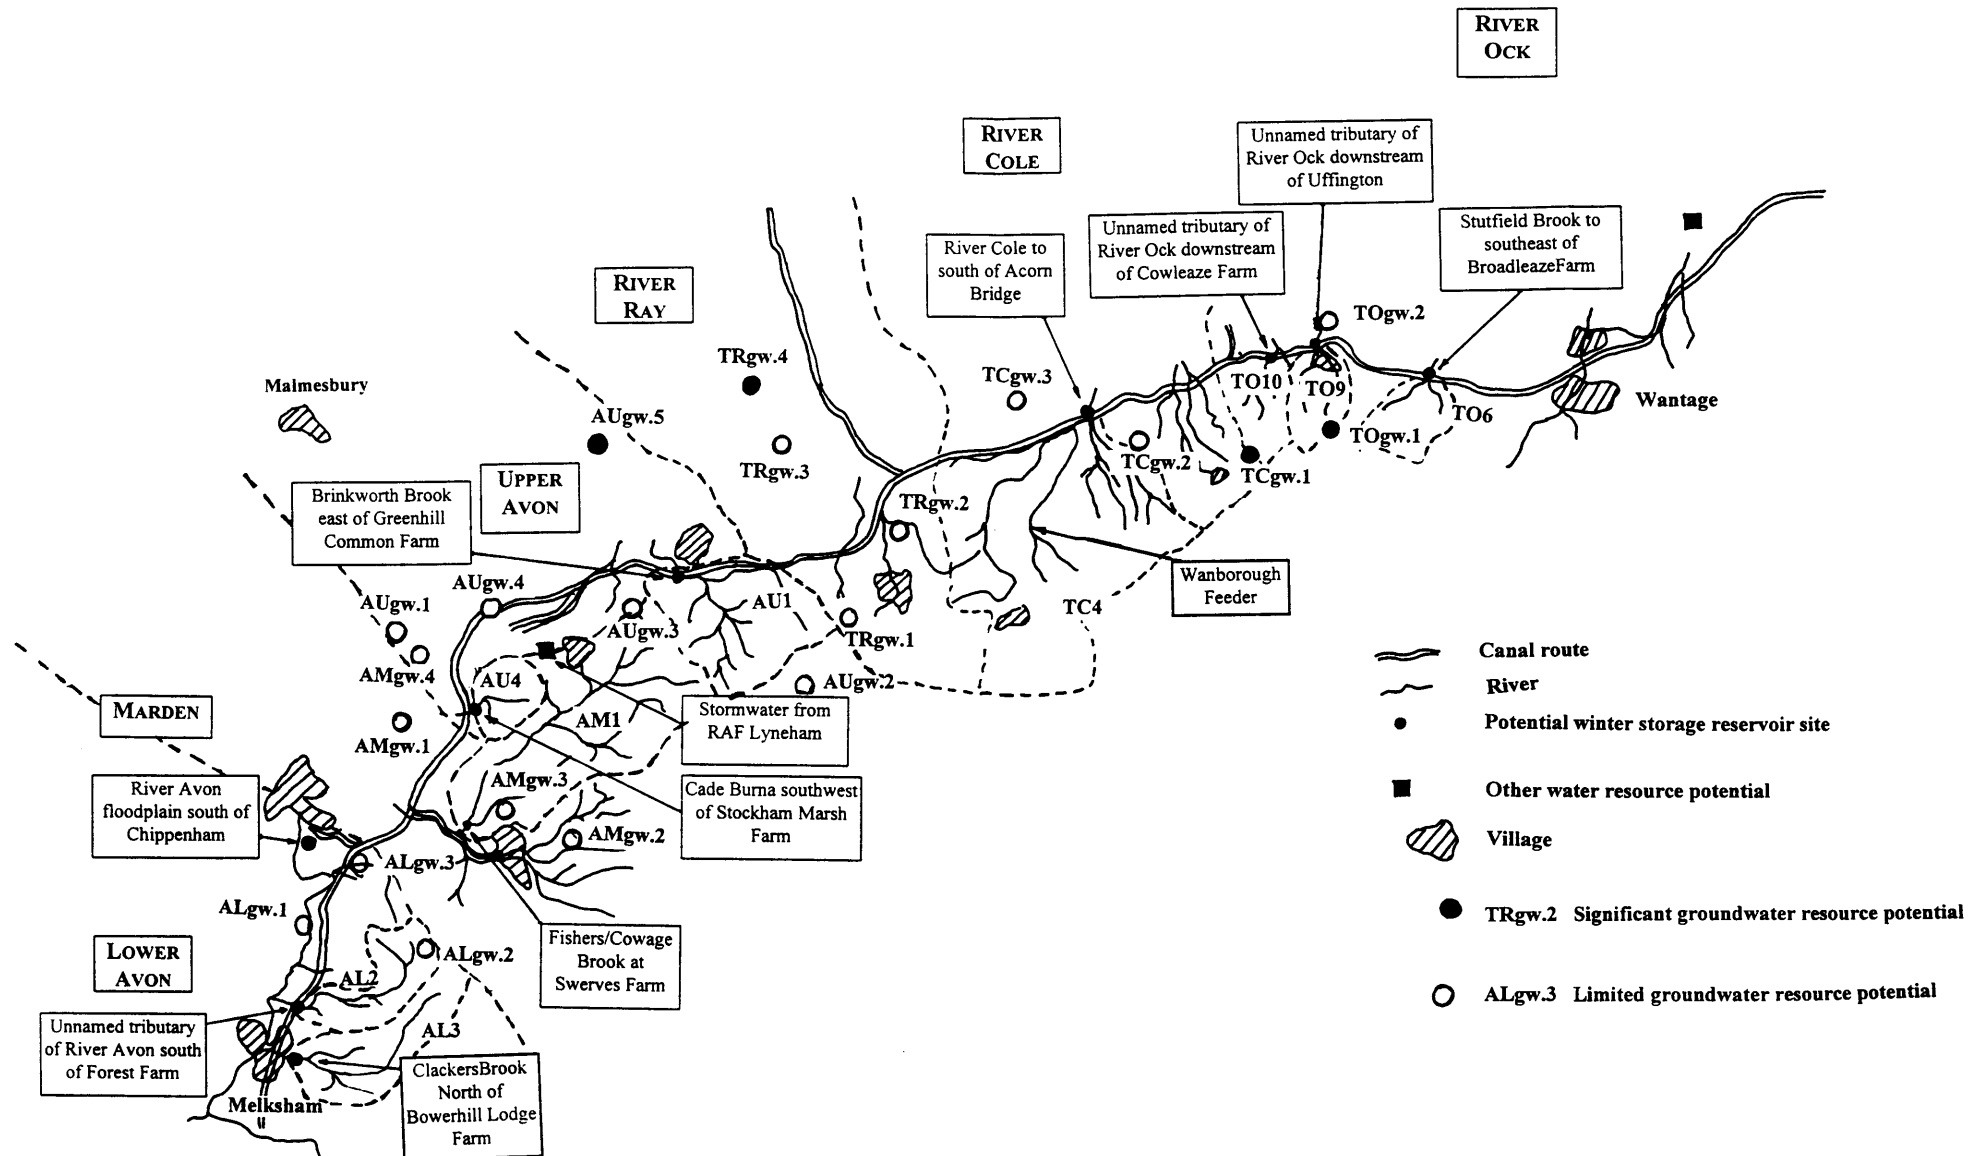 RIVER
OCK
RIVER
COLE
Unnamed tributary of
River Ock downstream
of Uffington
Unnamed tributary of
River Ock downstream
of Cowleaze Farm
Stutfield Brook to
southeast of
BroadleazeFarm
River Cole to
south of Acorn
Bridge
RIVER
RAY
TOgw.2
TRgw.4
TCgw.3
Malmesbury
AUgw.5
TO10
TO9
TO6
Wantage
TOgw.1
TRgw.3
TCgw.2
TCgw.1
UPPER
AVON
Brinkworth Brook
east of Greenhill
Common Farm
TRgw.2
Wanborough
Feeder
AUgw.4
AUgw.1
AU1
TC4
AUgw.3
TRgw.1
AMgw.4
AU4
AUgw.2
MARDEN
Stormwater from
RAF Lyneham
AM1
AMgw.1
AMgw.3
River Avon
floodplain south of
Chippenham
Cade Burna southwest
of Stockham Marsh
Farm
AMgw.2
ALgw.3
ALgw.1
LOWER
AVON
Fishers/Cowage
Brook at
Swerves Farm
ALgw.2
AL2
AL3
Unnamed tributary
of River Avon south
of Forest Farm
ClackersBrook
North of
Bowerhill Lodge
Farm
Melksham
Canal route
River
Potential winter storage reservoir site
Other water resource potential
Village
TRgw.2 Significant groundwater resource potential
ALgw.3 Limited groundwater resource potential